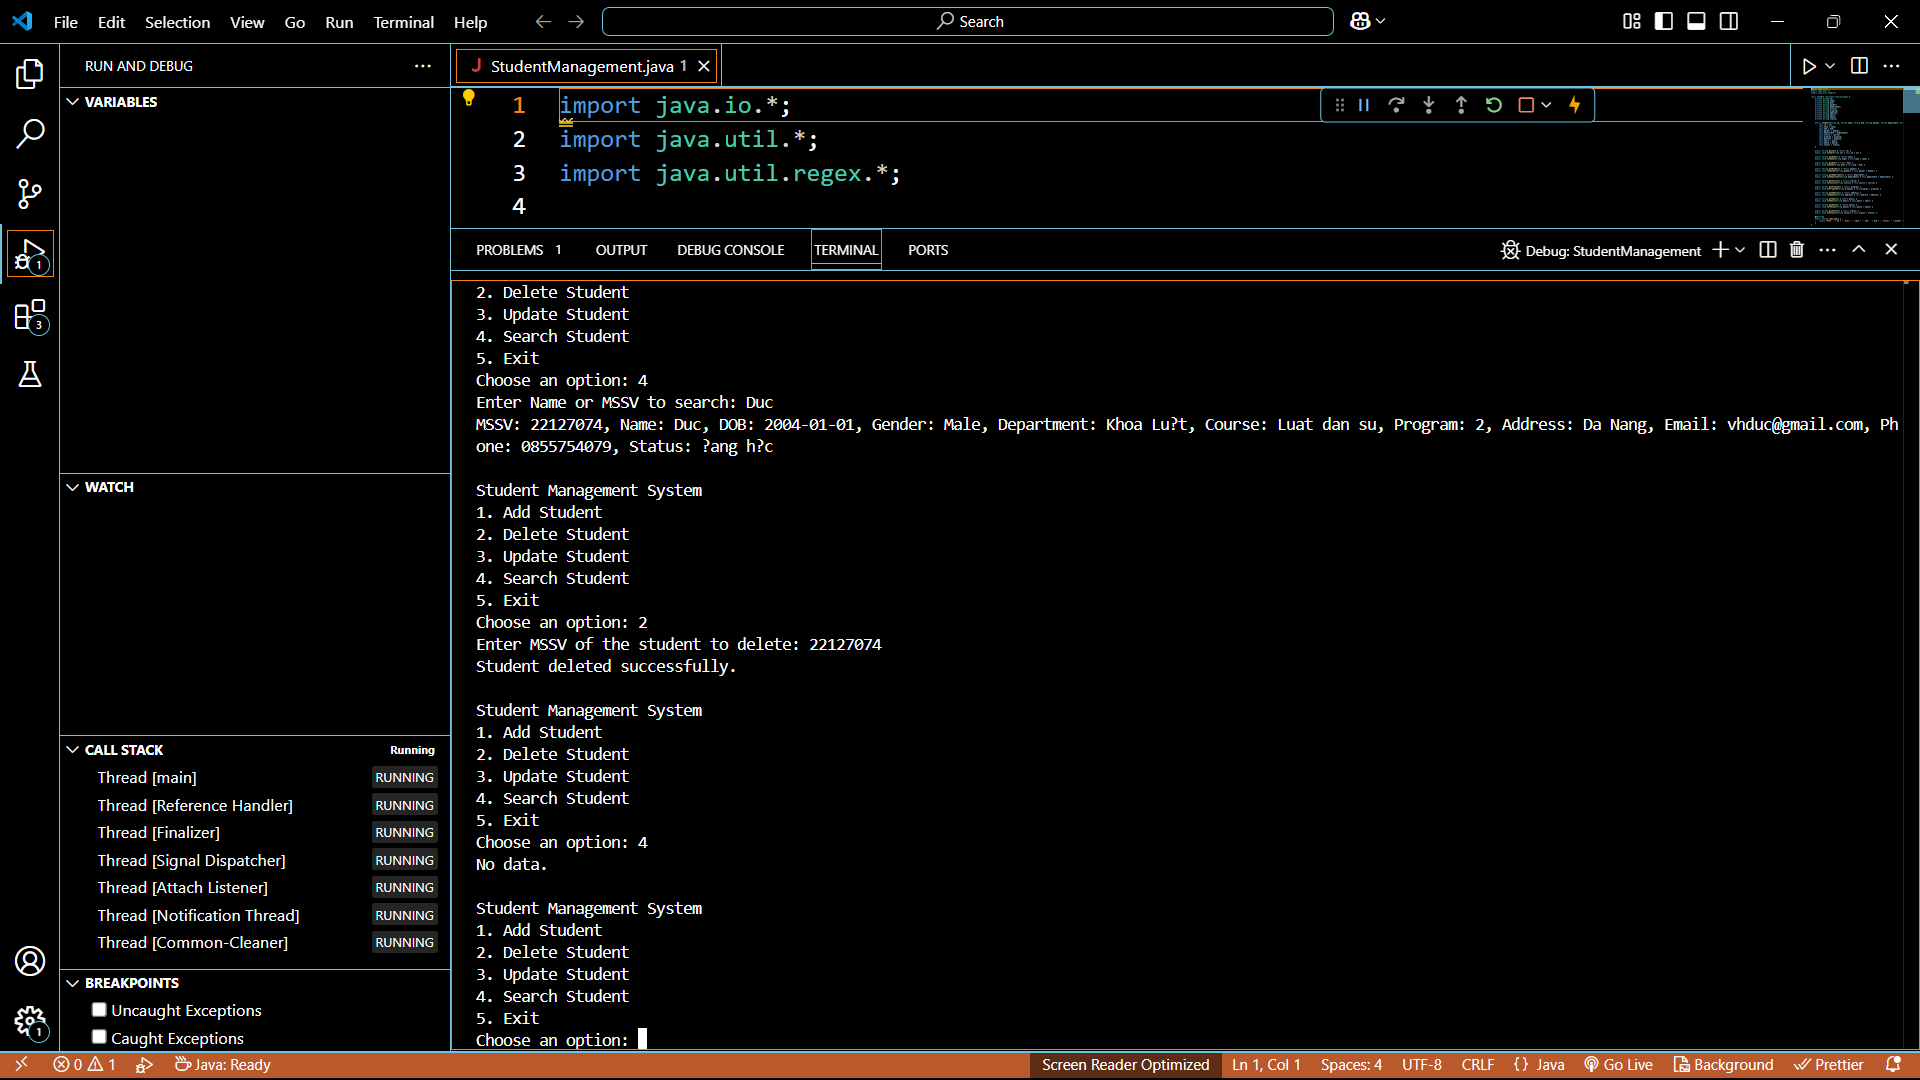 File Edit Selection View Go Run Terminal Help
Search
RUN AND DEBUG
VARIABLES
WATCH
CALL STACK Running
Thread [main] RUNNING
Thread [Reference Handler] RUNNING
Thread [Finalizer] RUNNING
Thread [Signal Dispatcher] RUNNING
Thread [Attach Listener] RUNNING
Thread [Notification Thread] RUNNING
Thread [Common-Cleaner] RUNNING
BREAKPOINTS
Uncaught Exceptions
Caught Exceptions
1
3
1
J StudentManagement.java 1
1 import java.io.*;
2 import java.util.*;
3 import java.util.regex.*;
4
PROBLEMS 1 OUTPUT DEBUG CONSOLE TERMINAL PORTS
Debug: StudentManagement
2. Delete Student
3. Update Student
4. Search Student
5. Exit
Choose an option: 4
Enter Name or MSSV to search: Duc
MSSV: 22127074, Name: Duc, DOB: 2004-01-01, Gender: Male, Department: Khoa Lu?t, Course: Luat dan su, Program: 2, Address: Da Nang, Email: vhduc@gmail.com, Ph
one: 0855754079, Status: ?ang h?c
Student Management System
1. Add Student
2. Delete Student
3. Update Student
4. Search Student
5. Exit
Choose an option: 2
Enter MSSV of the student to delete: 22127074
Student deleted successfully.
Student Management System
1. Add Student
2. Delete Student
3. Update Student
4. Search Student
5. Exit
Choose an option: 4
No data.
Student Management System
1. Add Student
2. Delete Student
3. Update Student
4. Search Student
5. Exit
Choose an option:
0 1 Java: Ready
Screen Reader Optimized Ln 1, Col 1 Spaces: 4 UTF-8 CRLF {} Java Go Live Background Prettier